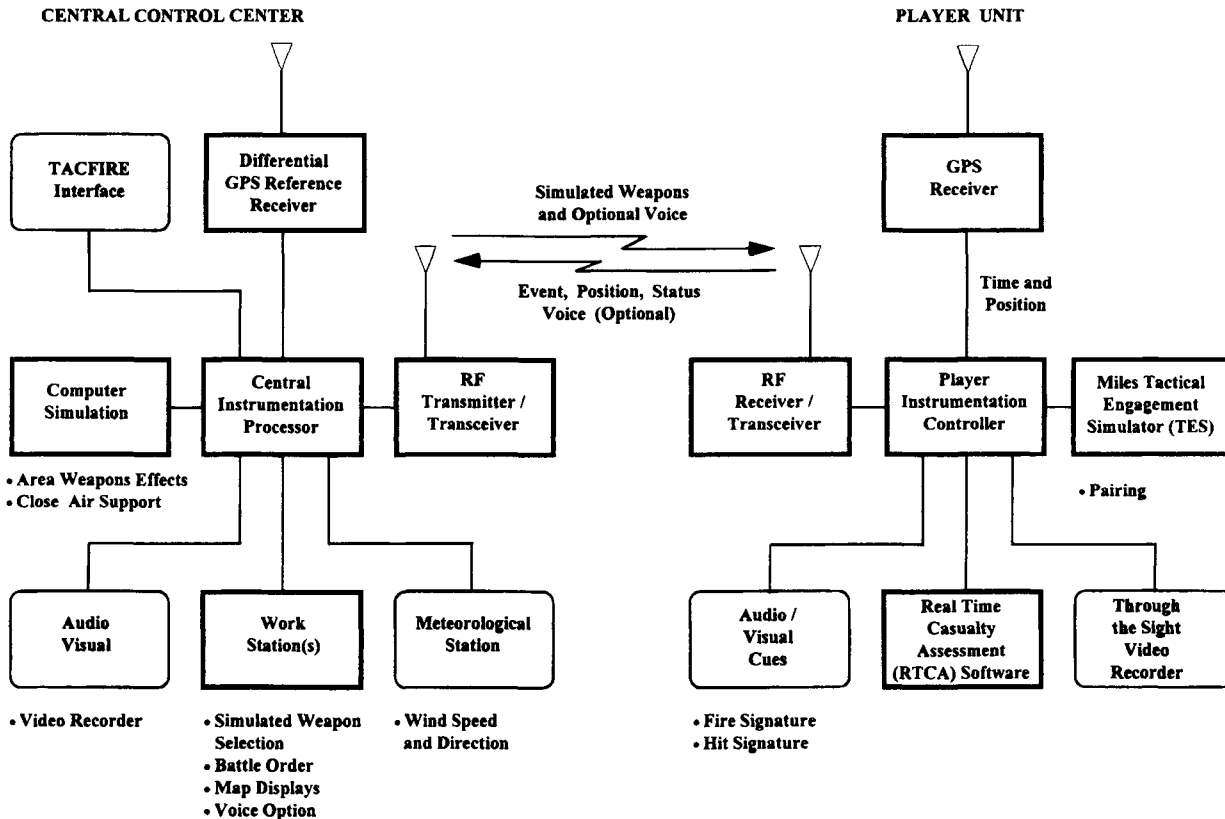 CENTRAL CONTROL CENTER
PLAYER UNIT
TACFIRE
Interface
Differential
GPS Reference
Receiver
Simulated Weapons
and Optional Voice
Event, Position, Status
Voice (Optional)
GPS
Receiver
Time and
Position
Computer
Simulation
Central
Instrumentation
Processor
RF
Transmitter /
Transceiver
RF
Receiver /
Transceiver
Player
Instrumentation
Controller
Miles Tactical
Engagement
Simulator (TES)
• Area Weapons Effects
• Close Air Support
• Pairing
Audio
Visual
Work
Station(s)
Meteorological
Station
Audio /
Visual
Cues
Real Time
Casualty
Assessment
(RTCA) Software
Through
the Sight
Video
Recorder
• Video Recorder
• Simulated Weapon
Selection
• Battle Order
• Map Displays
• Voice Option
• Wind Speed
and Direction
• Fire Signature
• Hit Signature